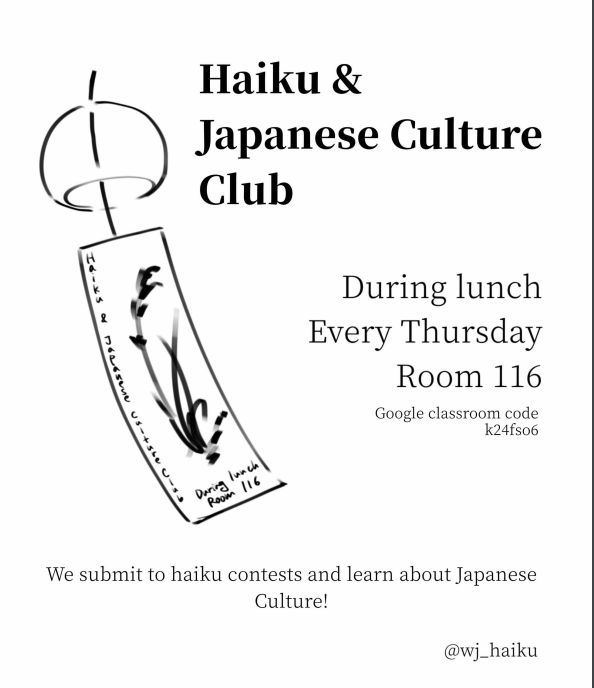 Haiku &
Japanese Culture
Club
During lunch
Every Thursday
Room 116
Google classroom code
k24fso6
Haiku & Japanese Culture Club
During lunch
Room 116
We submit to haiku contests and learn about Japanese
Culture!
@wj_haiku